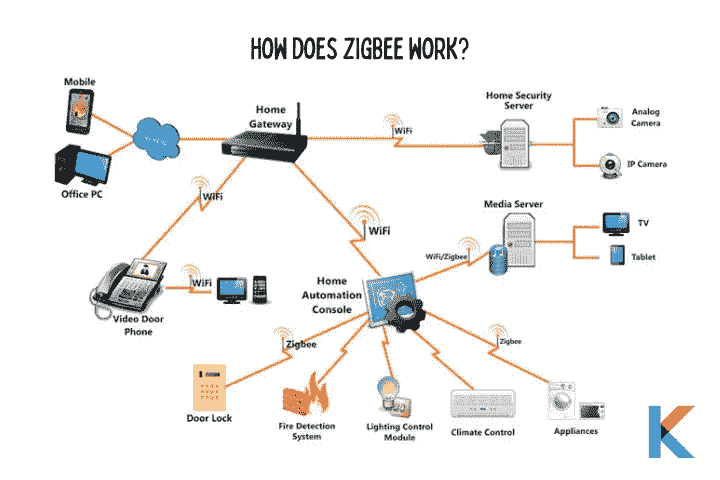 HOW DOES ZIGBEE WORK?
Mobile
Office PC
Home
Gateway
WiFi
Home Security
Server
Analog
Camera
IP Camera
WiFi
WiFi
Media Server
TV
Tablet
WiFi/Zigbee
WiFi
Video Door
Phone
Home
Automation
Console
Zigbee
Zigbee
Door Lock
Fire Detection
System
Lighting Control
Module
Climate Control
Appliances
K